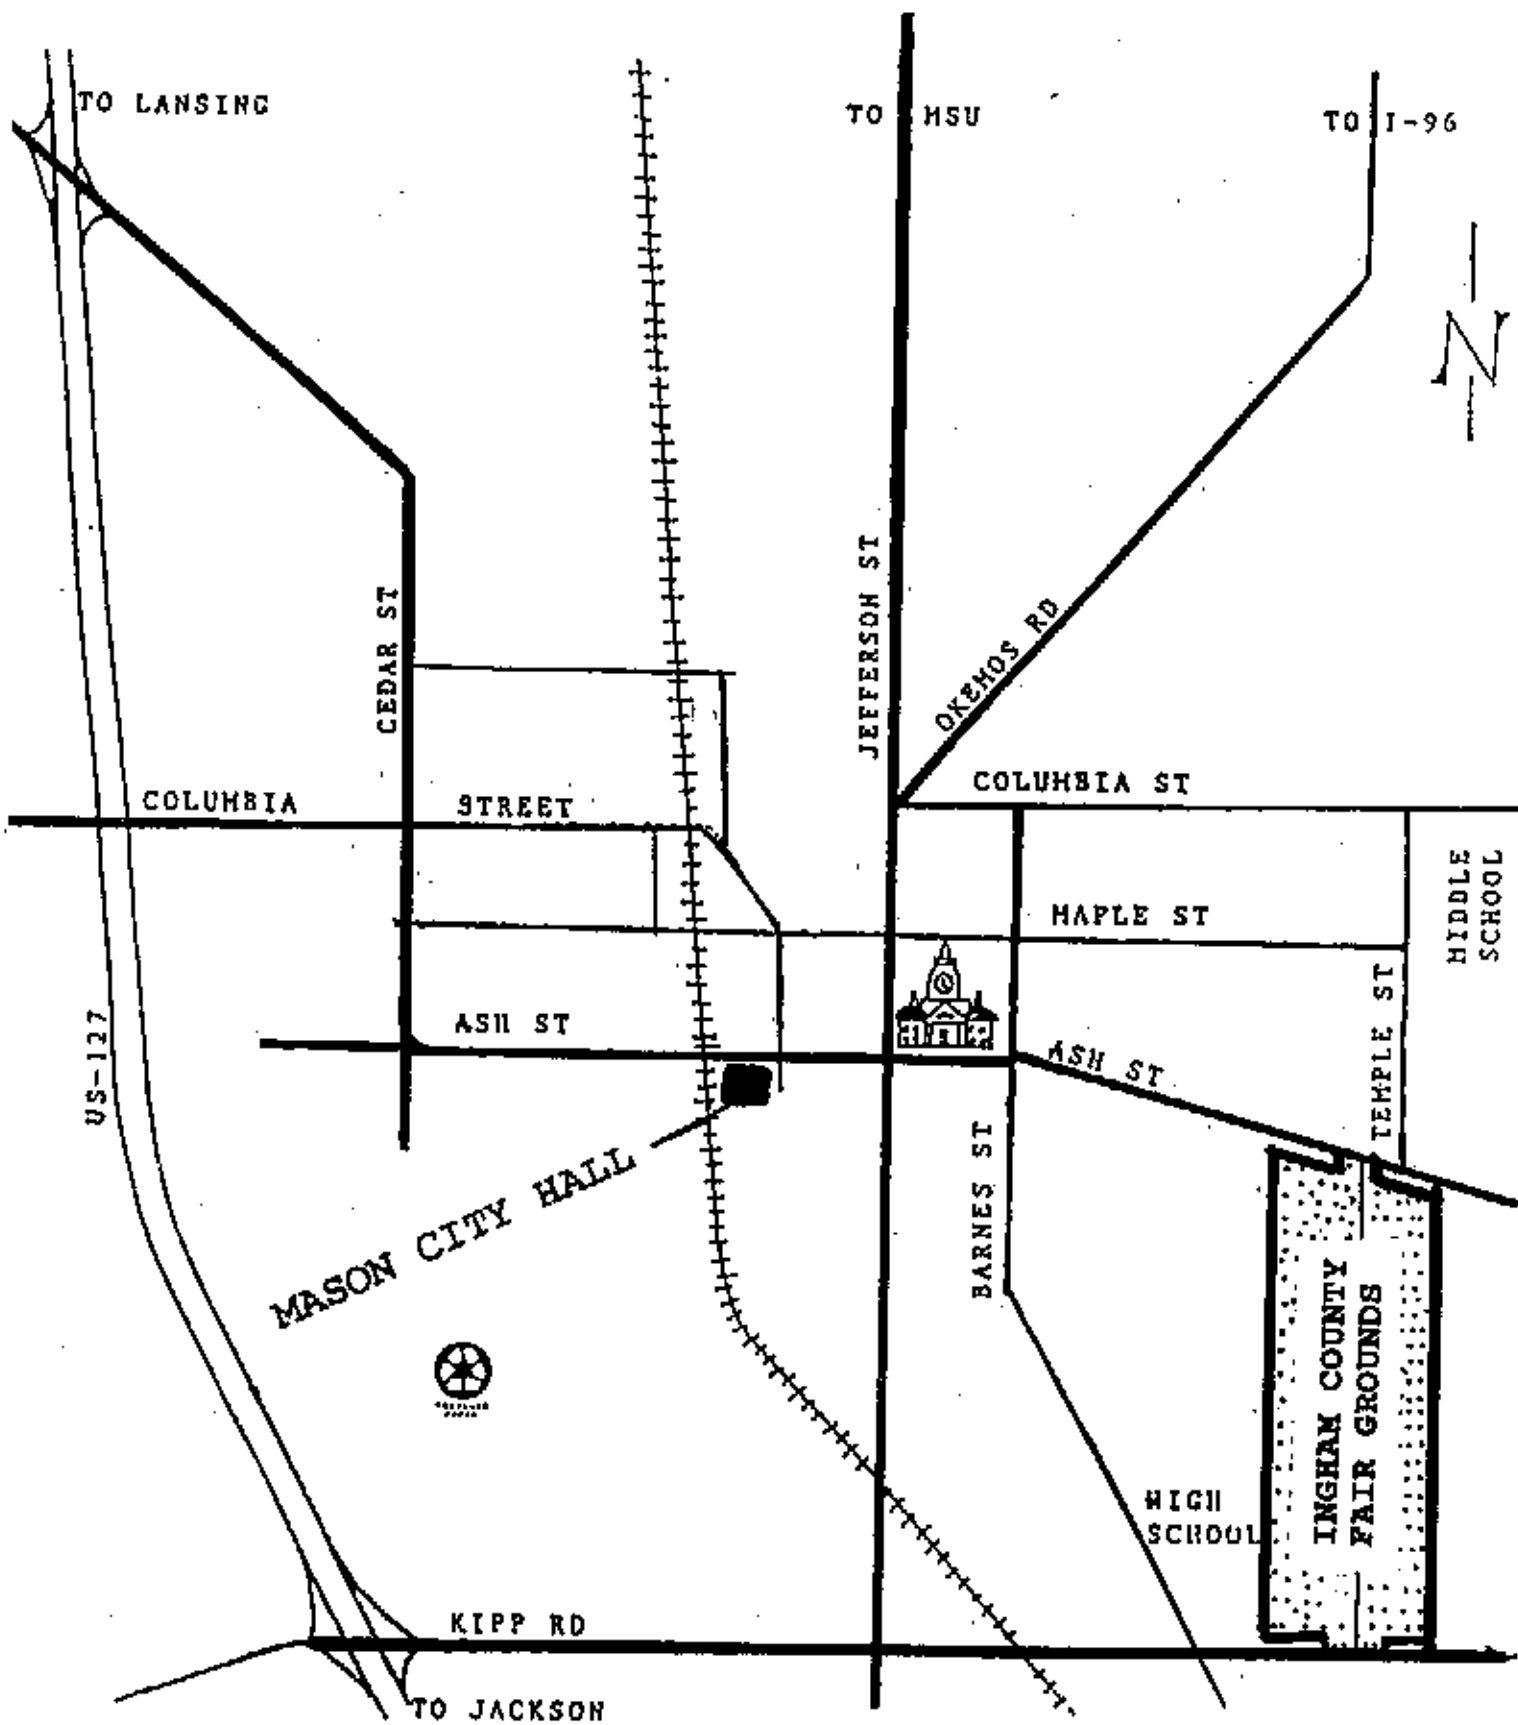 TO LANSING
TO MSU
TO I-96
N
JEFFERSON ST
CEDAR ST
OKEMOS RD
COLUMBIA STREET
COLUMBIA ST
MIDDLE
SCHOOL
MAPLE ST
ASH ST
US-127
ASH ST
TEMPLE ST
BARNES ST
MASON CITY HALL
INGHAM COUNTY
FAIR GROUNDS
HIGH
SCHOOL
KIPP RD
TO JACKSON